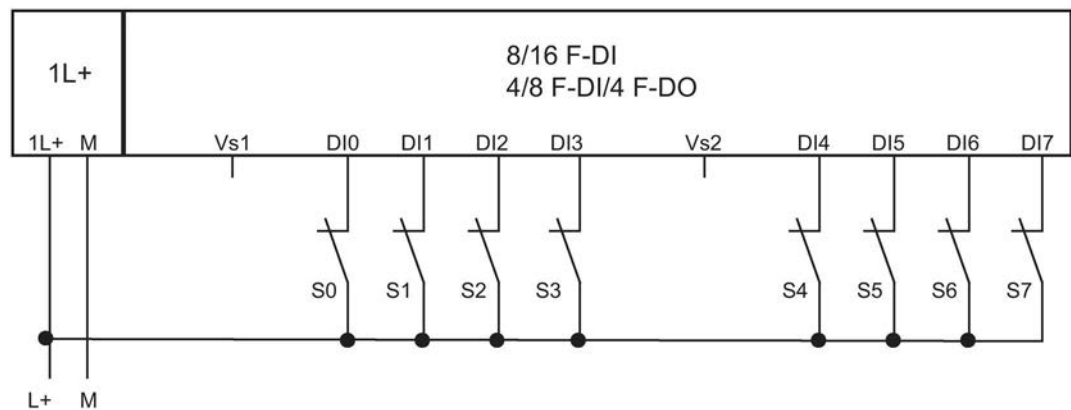 1L+
8/16 F-DI
4/8 F-DI/4 F-DO
1L+ M Vs1 DI0 DI1 DI2 DI3 Vs2 DI4 DI5 DI6 DI7
S0 S1 S2 S3 S4 S5 S6 S7
L+ M